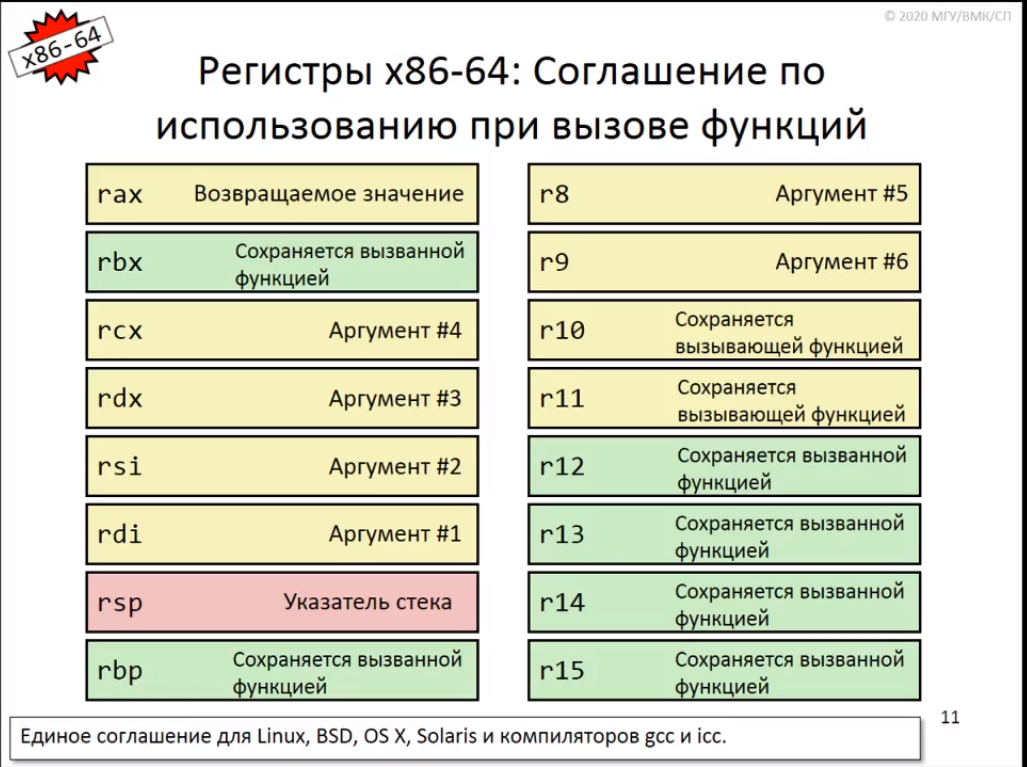 © 2020 МГУ/ВМК/СП
x86-64
Регистры x86-64: Соглашение по
использованию при вызове функций
rax Возвращаемое значение
rbx Сохраняется вызванной
функцией
rcx Аргумент #4
rdx Аргумент #3
rsi Аргумент #2
rdi Аргумент #1
rsp Указатель стека
rbp Сохраняется вызванной
функцией
r8 Аргумент #5
r9 Аргумент #6
r10 Сохраняется
вызывающей функцией
r11 Сохраняется
вызывающей функцией
r12 Сохраняется вызванной
функцией
r13 Сохраняется вызванной
функцией
r14 Сохраняется вызванной
функцией
r15 Сохраняется вызванной
функцией
11
Единое соглашение для Linux, BSD, OS X, Solaris и компиляторов gcc и icc.